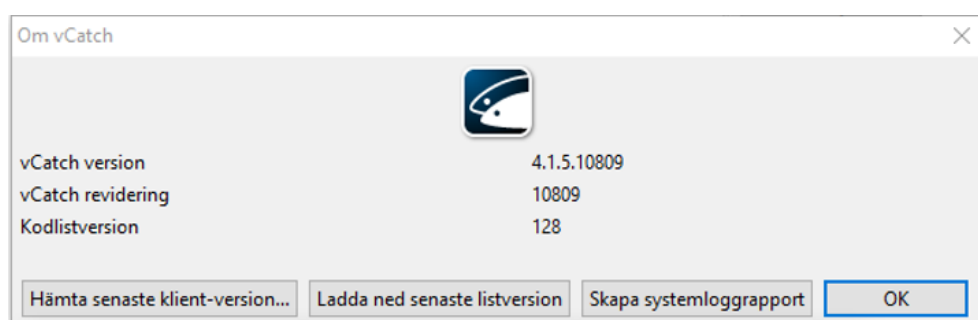 Om vCatch
vCatch version 4.1.5.10809
vCatch revidering 10809
Kodlistversion 128
Hämta senaste klient-version... Ladda ned senaste listversion Skapa systemloggrapport OK